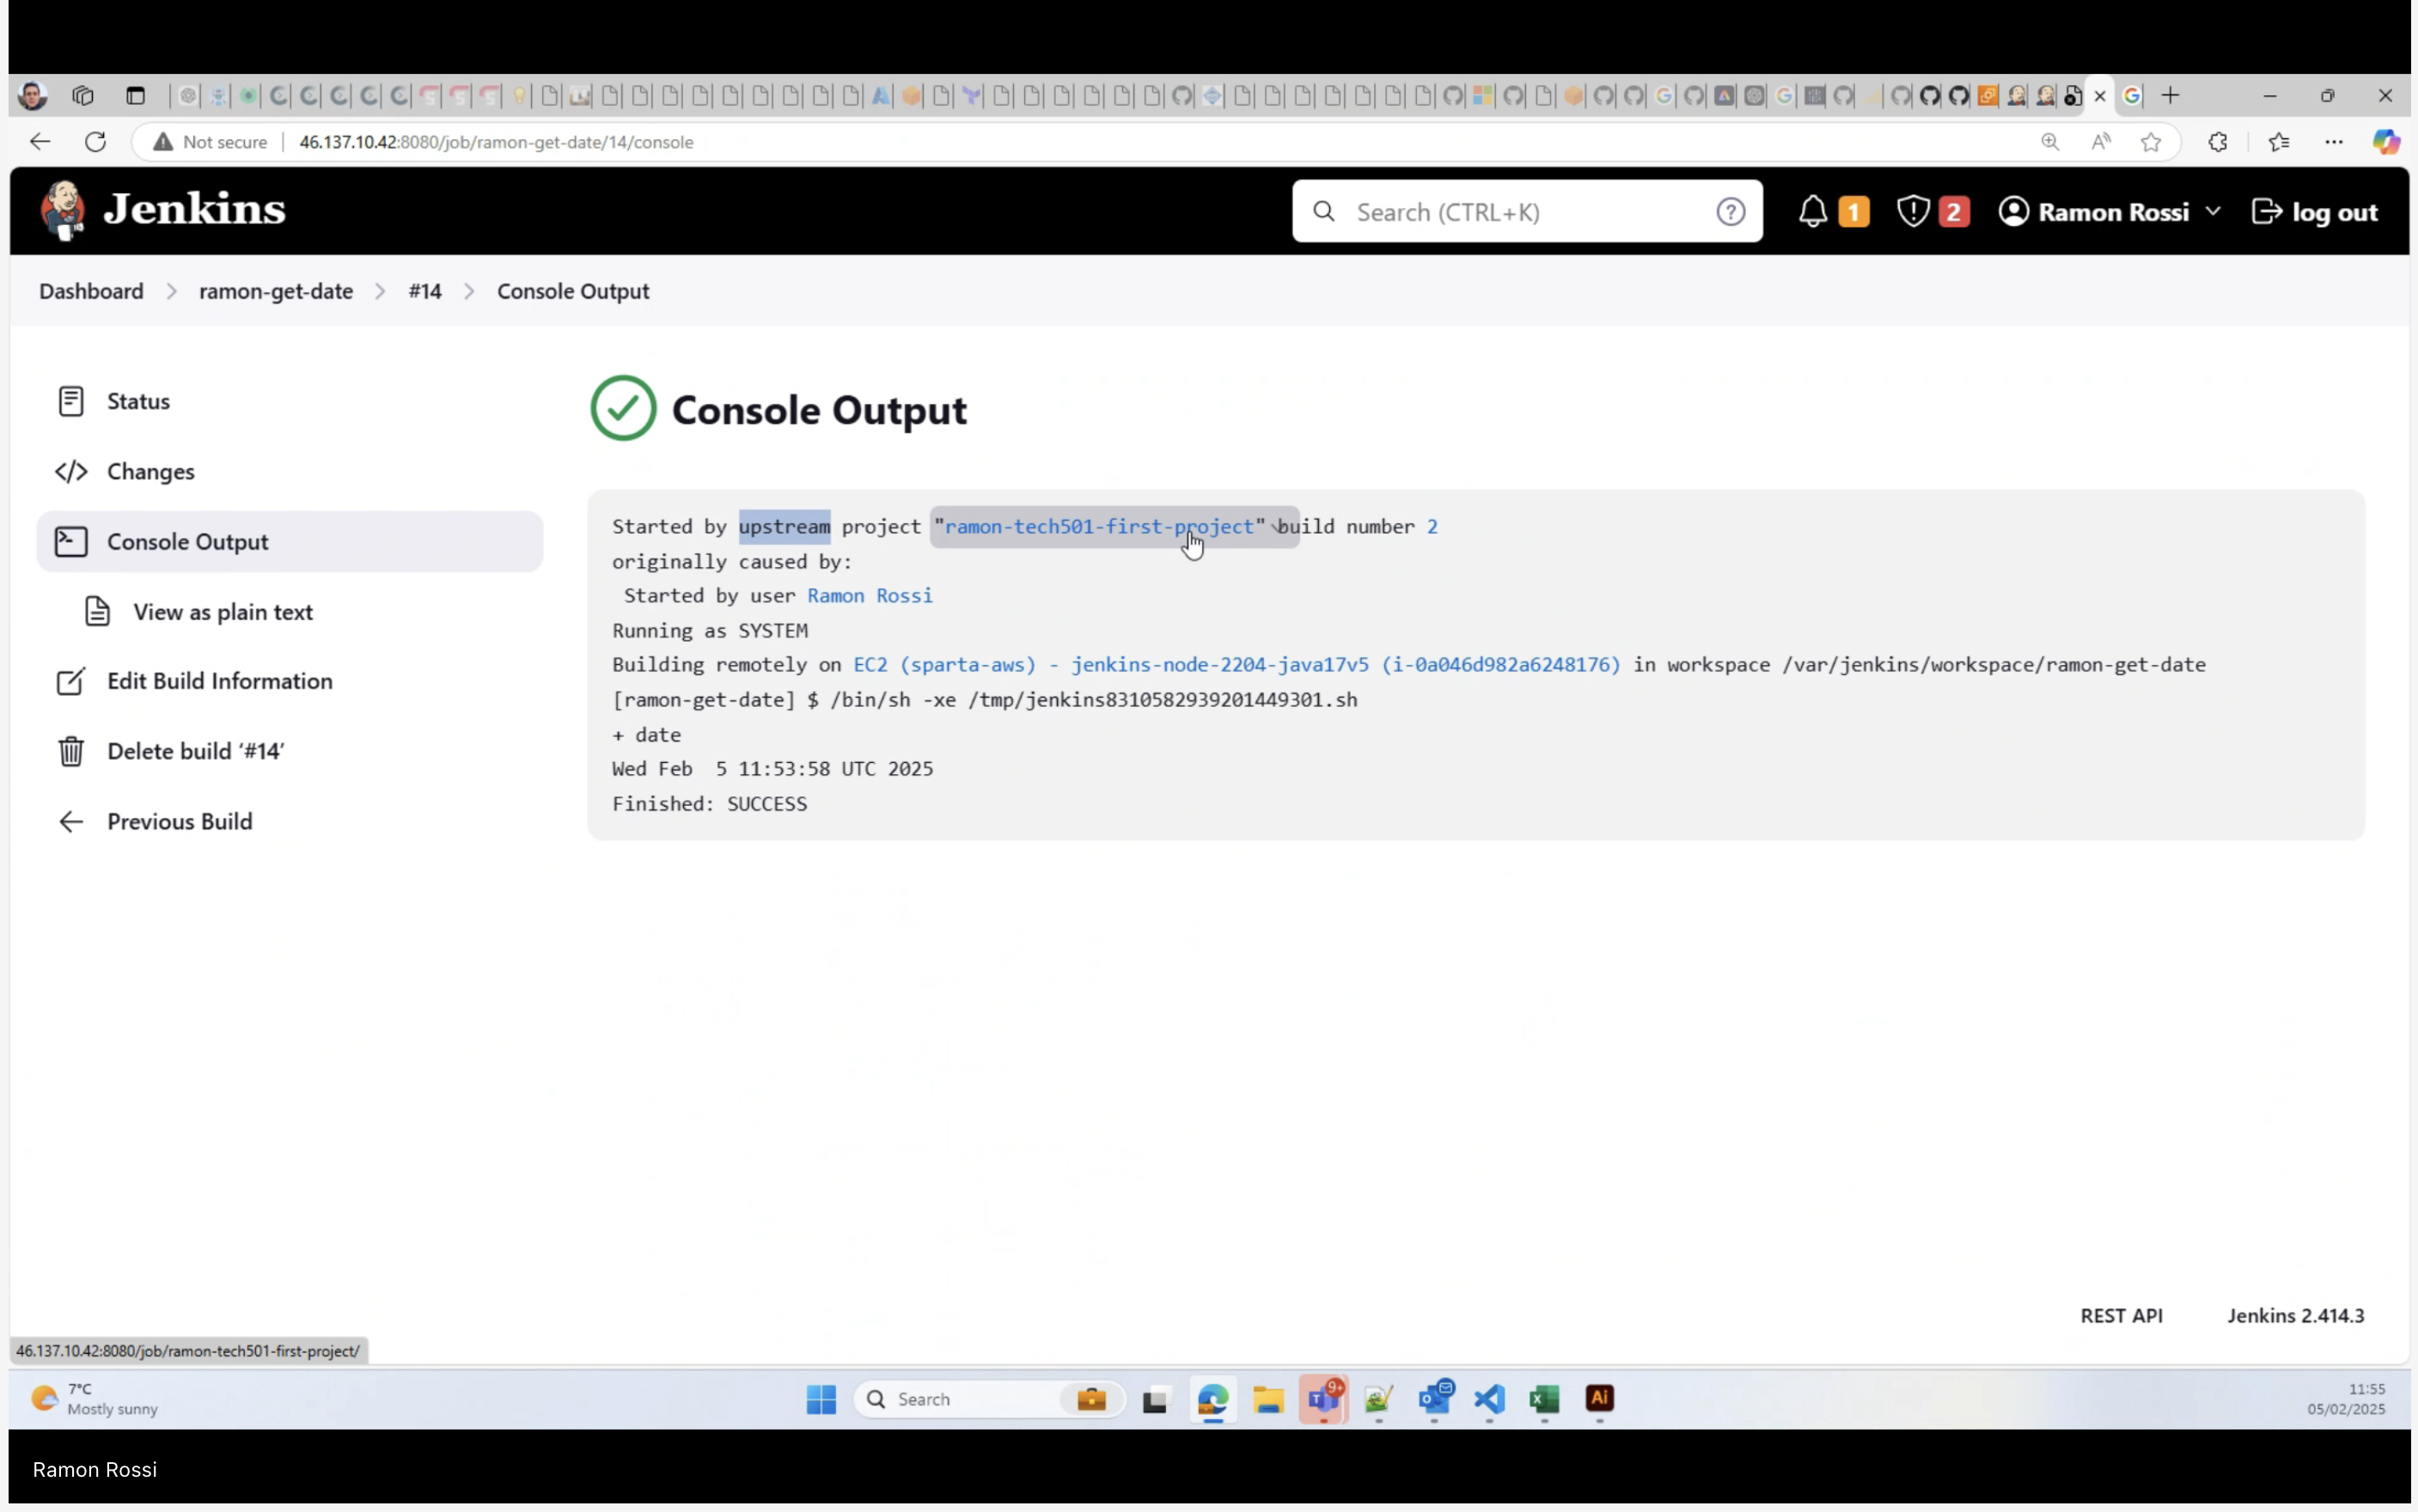 Not secure | 46.137.10.42:8080/job/ramon-get-date/14/console
Jenkins
Search (CTRL+K)
1
2
Ramon Rossi
log out
Dashboard > ramon-get-date > #14 > Console Output
Status
Changes
Console Output
View as plain text
Edit Build Information
Delete build ‘#14’
Previous Build
Console Output
Started by upstream project "ramon-tech501-first-project" build number 2
originally caused by:
Started by user Ramon Rossi
Running as SYSTEM
Building remotely on EC2 (sparta-aws) - jenkins-node-2204-java17v5 (i-0a046d982a6248176) in workspace /var/jenkins/workspace/ramon-get-date
[ramon-get-date] $ /bin/sh -xe /tmp/jenkins8310582939201449301.sh
+ date
Wed Feb  5 11:53:58 UTC 2025
Finished: SUCCESS
REST API
Jenkins 2.414.3
46.137.10.42:8080/job/ramon-tech501-first-project/
7°C
Mostly sunny
Search
9+
Ai
11:55
05/02/2025
Ramon Rossi